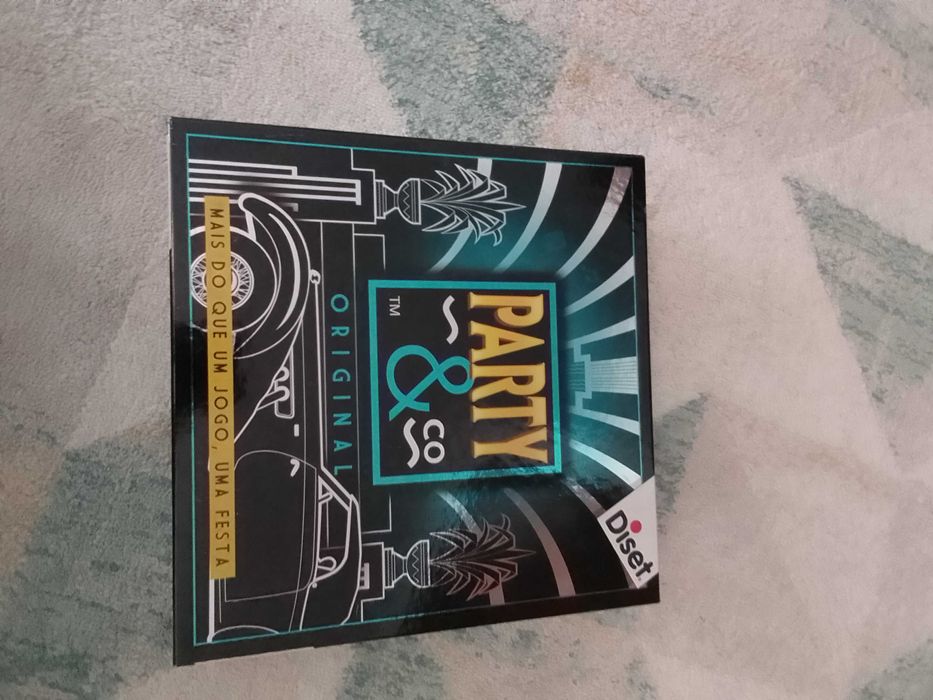 Diset
PARTY
& CO
™
ORIGINAL
MAIS DO QUE UM JOGO, UMA FESTA